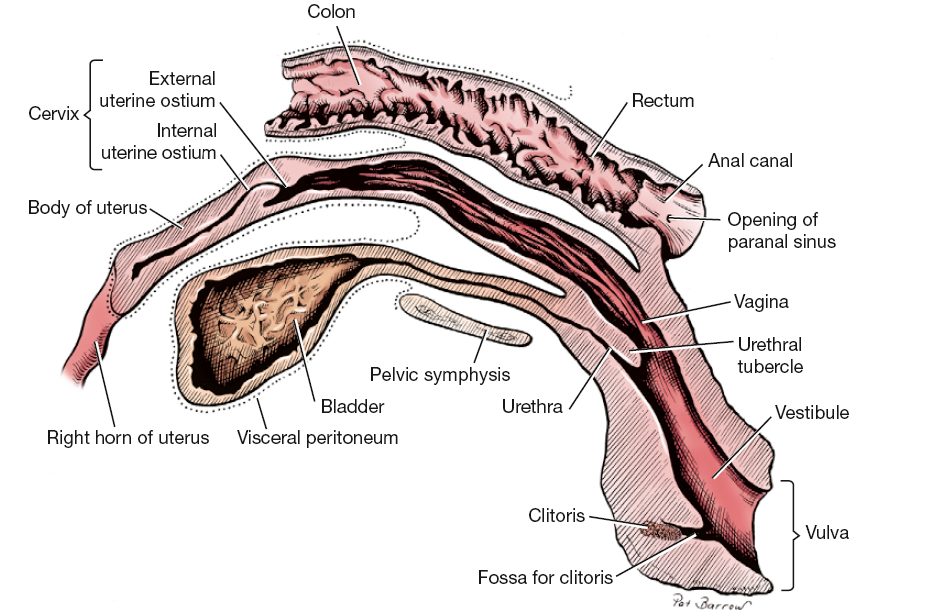 Colon
External
uterine ostium
Cervix
Internal
uterine ostium
Body of uterus
Rectum
Anal canal
Opening of
paranal sinus
Vagina
Urethral
tubercle
Pelvic symphysis
Bladder
Urethra
Vestibule
Right horn of uterus
Visceral peritoneum
Clitoris
Vulva
Fossa for clitoris
Pat Barrow